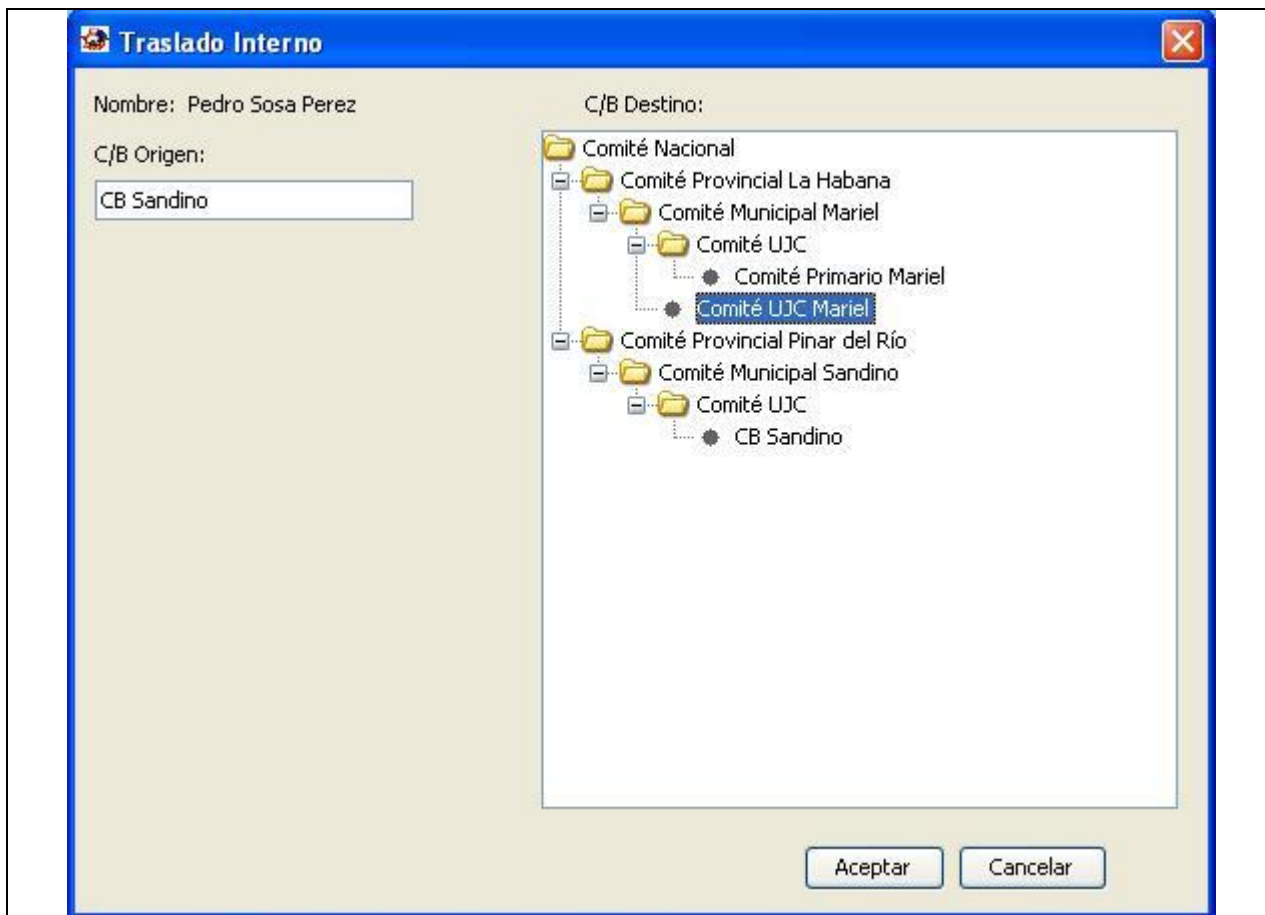 Traslado Interno
Nombre: Pedro Sosa Perez
C/B Origen:
CB Sandino
C/B Destino:
Comité Nacional
Comité Provincial La Habana
Comité Municipal Mariel
Comité UJC
Comité Primario Mariel
Comité UJC Mariel
Comité Provincial Pinar del Río
Comité Municipal Sandino
Comité UJC
CB Sandino
Aceptar
Cancelar